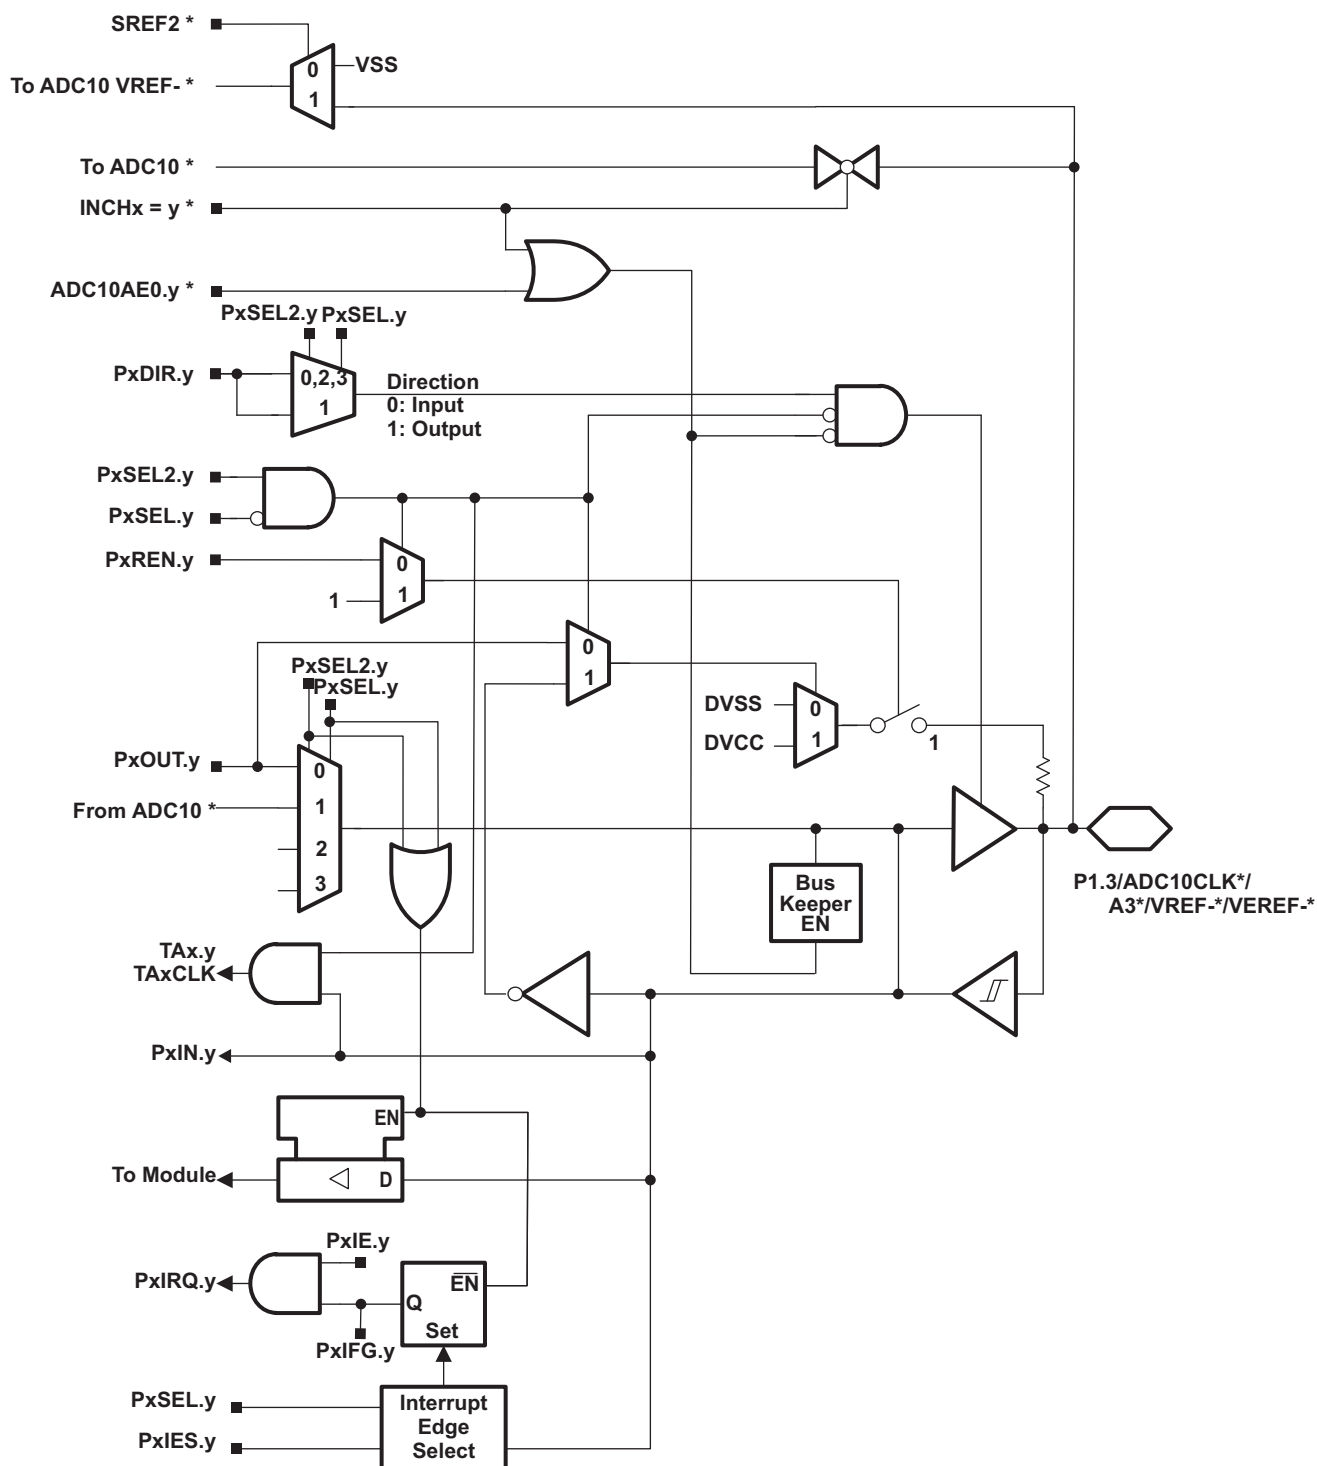 SREF2 *
0
VSS
To ADC10 VREF- *
1
To ADC10 *
INCHx = y *
ADC10AE0.y *
PxSEL2.y PxSEL.y
PxDIR.y
0,2,3
1
Direction
0: Input
1: Output
PxSEL2.y
PxSEL.y
PxREN.y
0
1
1
0
1
PxSEL2.y
PxSEL.y
DVSS
0
DVCC
1
1
PxOUT.y
0
From ADC10 *
1
2
3
Bus
Keeper
EN
P1.3/ADC10CLK*/
A3*/VREF-*/VEREF-*
TAx.y
TAxCLK
PxIN.y
EN
To Module
D
PxIE.y
PxIRQ.y
EN
Q
Set
PxIFG.y
PxSEL.y
PxIES.y
Interrupt
Edge
Select